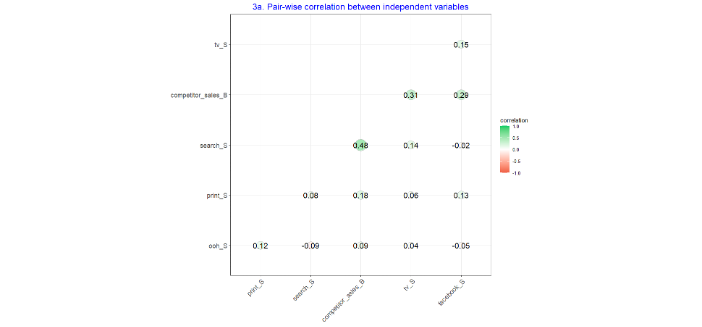 3a. Pair-wise correlation between independent variables
tv_S 0.15
competitor_sales_B 0.31 0.29
search_S 0.48 0.14 -0.02
print_S 0.08 0.18 0.06 0.13
ooh_S 0.12 -0.09 0.09 0.04 -0.05
print_S search_S competitor_sales_B tv_S facebook_S
correlation
1.0
0.5
0.0
-0.5
-1.0